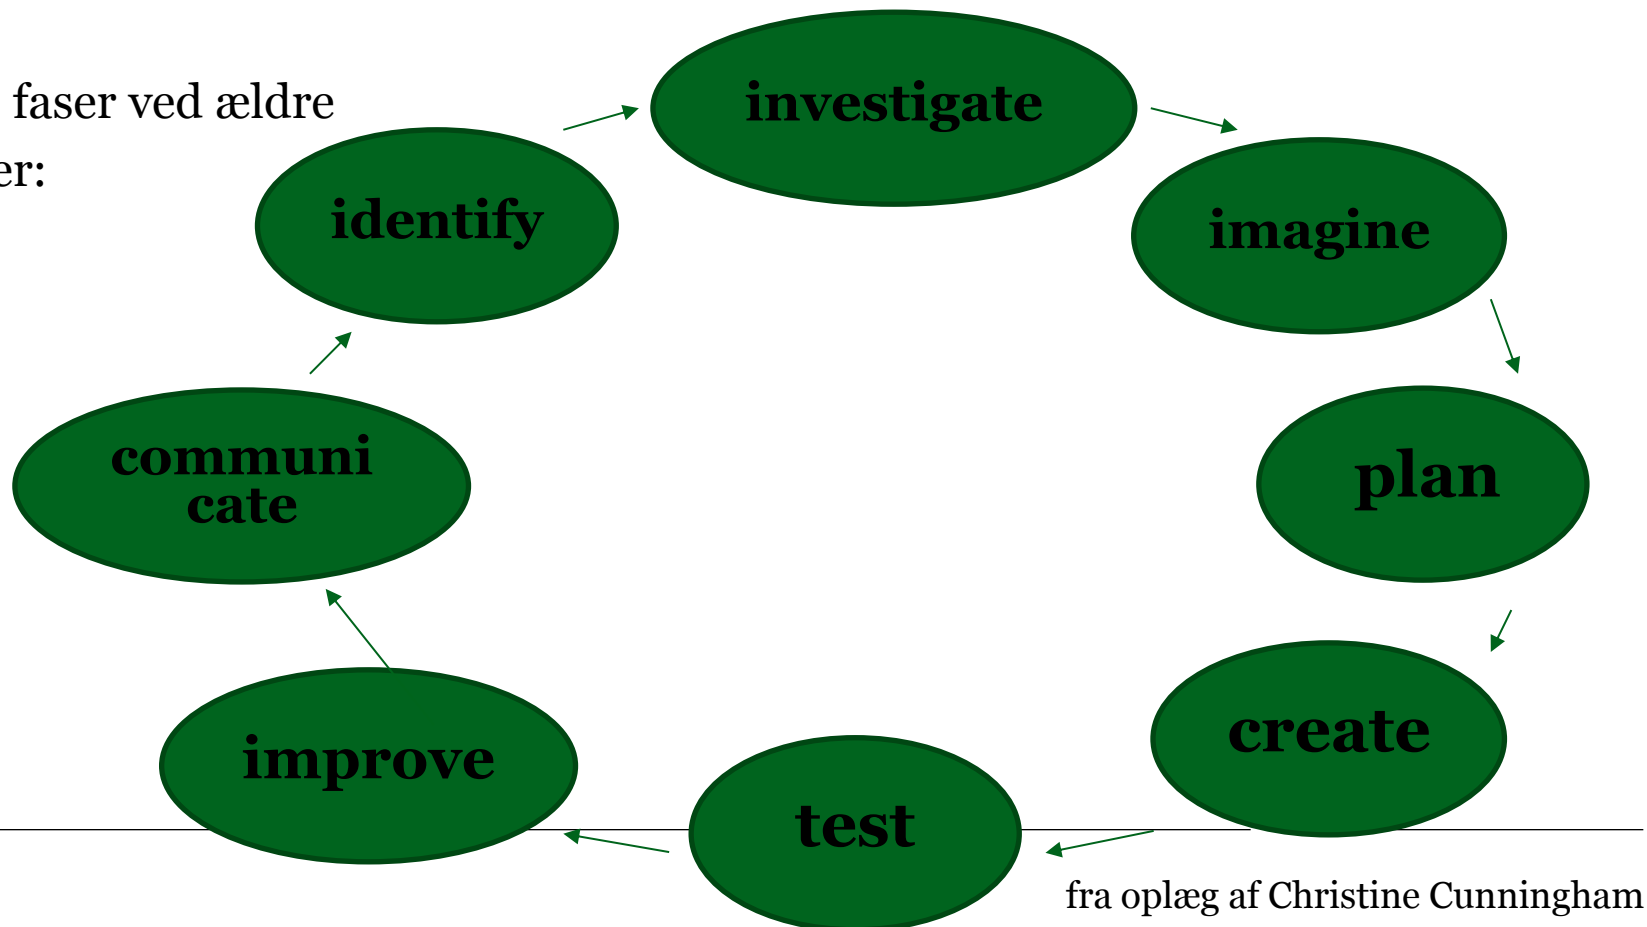 faser ved ældre
er:
investigate
identify
imagine
communi
cate
plan
create
improve
test
fra oplæg af Christine Cunningham